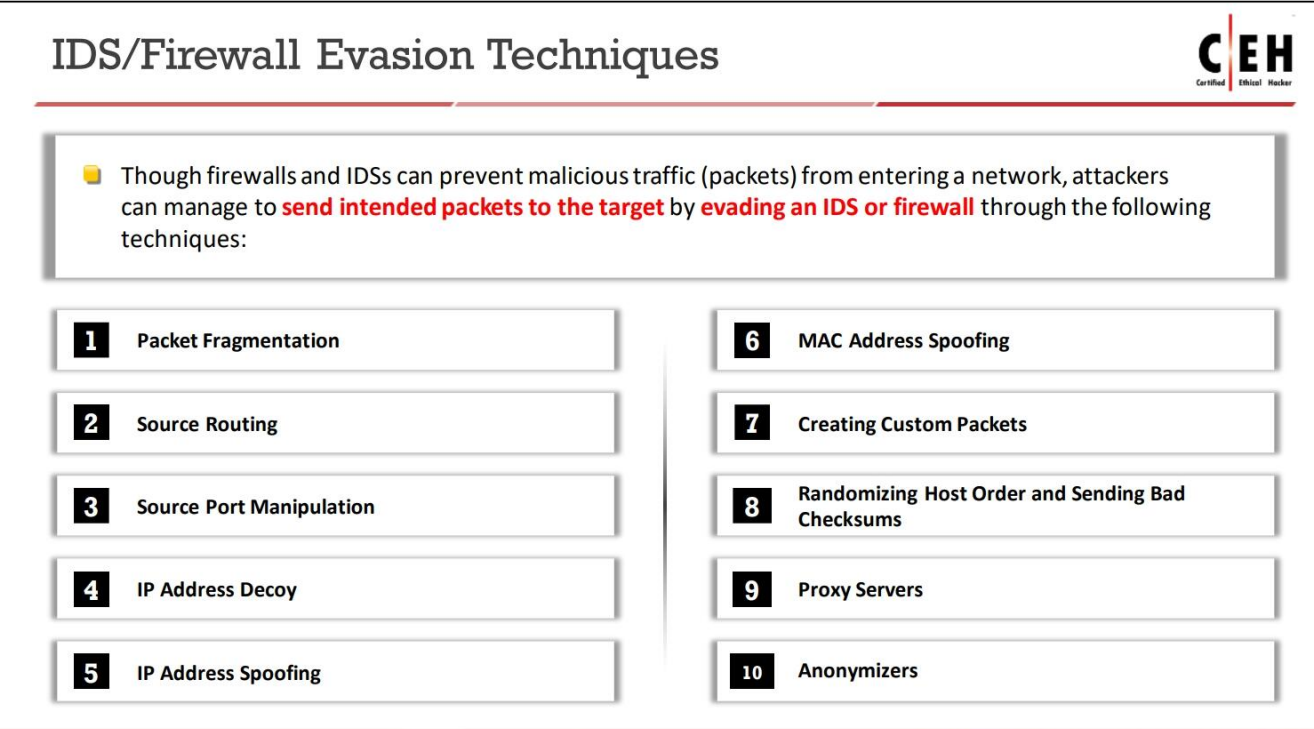 IDS/Firewall Evasion Techniques
C|EH
Certified Ethical Hacker
Though firewalls and IDSs can prevent malicious traffic (packets) from entering a network, attackers
can manage to send intended packets to the target by evading an IDS or firewall through the following
techniques:
1 Packet Fragmentation
2 Source Routing
3 Source Port Manipulation
4 IP Address Decoy
5 IP Address Spoofing
6 MAC Address Spoofing
7 Creating Custom Packets
8 Randomizing Host Order and Sending Bad
Checksums
9 Proxy Servers
10 Anonymizers